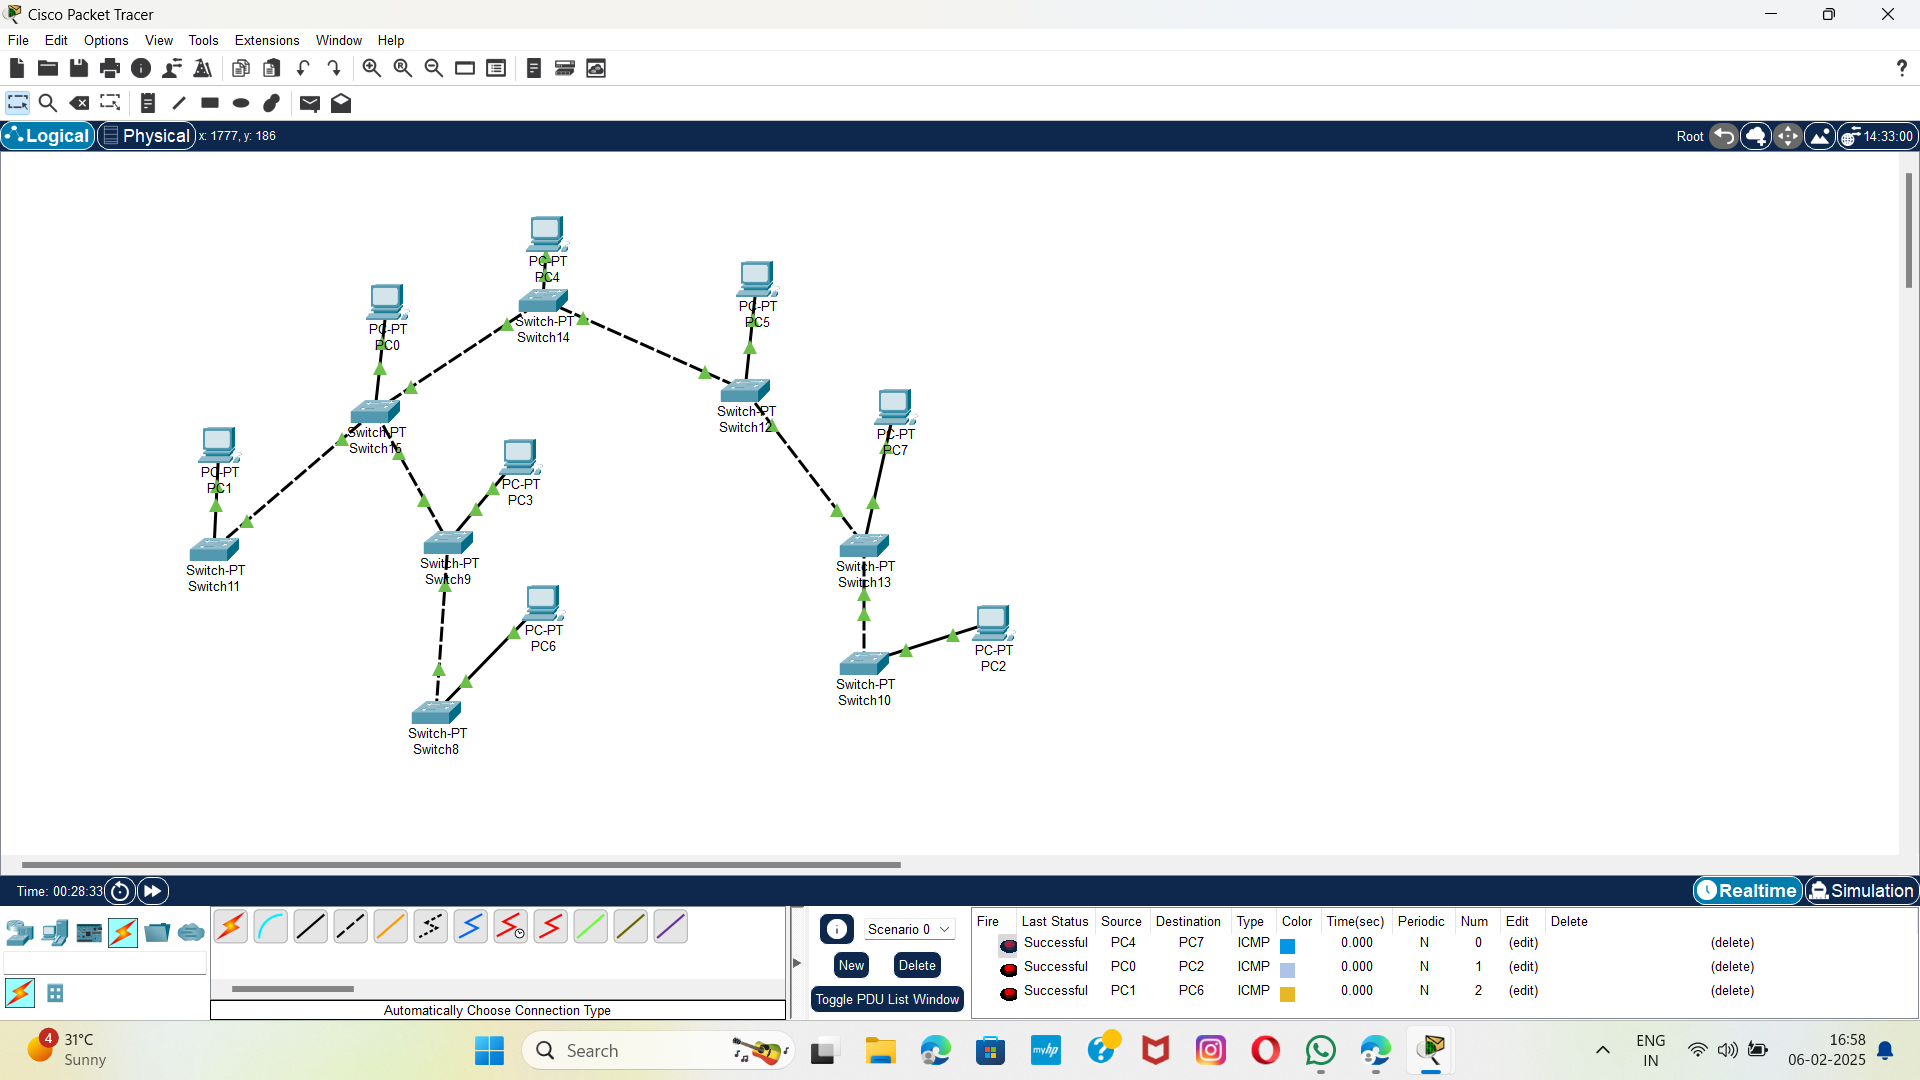 Cisco Packet Tracer
File Edit Options View Tools Extensions Window Help
?
Logical Physical x: 1777, y: 186 Root 14:33:00
PC-PT
PC4
PC-PT
PC5
PC-PT
PC0
Switch-PT
Switch14
Switch-PT
Switch12
PC-PT
PC7
Switch-PT
Switch15
PC-PT
PC1
PC-PT
PC3
Switch-PT
Switch11
Switch-PT
Switch9
Switch-PT
Switch13
PC-PT
PC6
PC-PT
PC2
Switch-PT
Switch10
Switch-PT
Switch8
Time: 00:28:33 Realtime Simulation
Scenario 0
New Delete
Toggle PDU List Window
Automatically Choose Connection Type
Fire Last Status Source Destination Type Color Time(sec) Periodic Num Edit Delete
Successful PC4 PC7 ICMP 0.000 N 0 (edit) (delete)
Successful PC0 PC2 ICMP 0.000 N 1 (edit) (delete)
Successful PC1 PC6 ICMP 0.000 N 2 (edit) (delete)
4 31°C
Sunny
Search
myhp
ENG
IN
16:58
06-02-2025